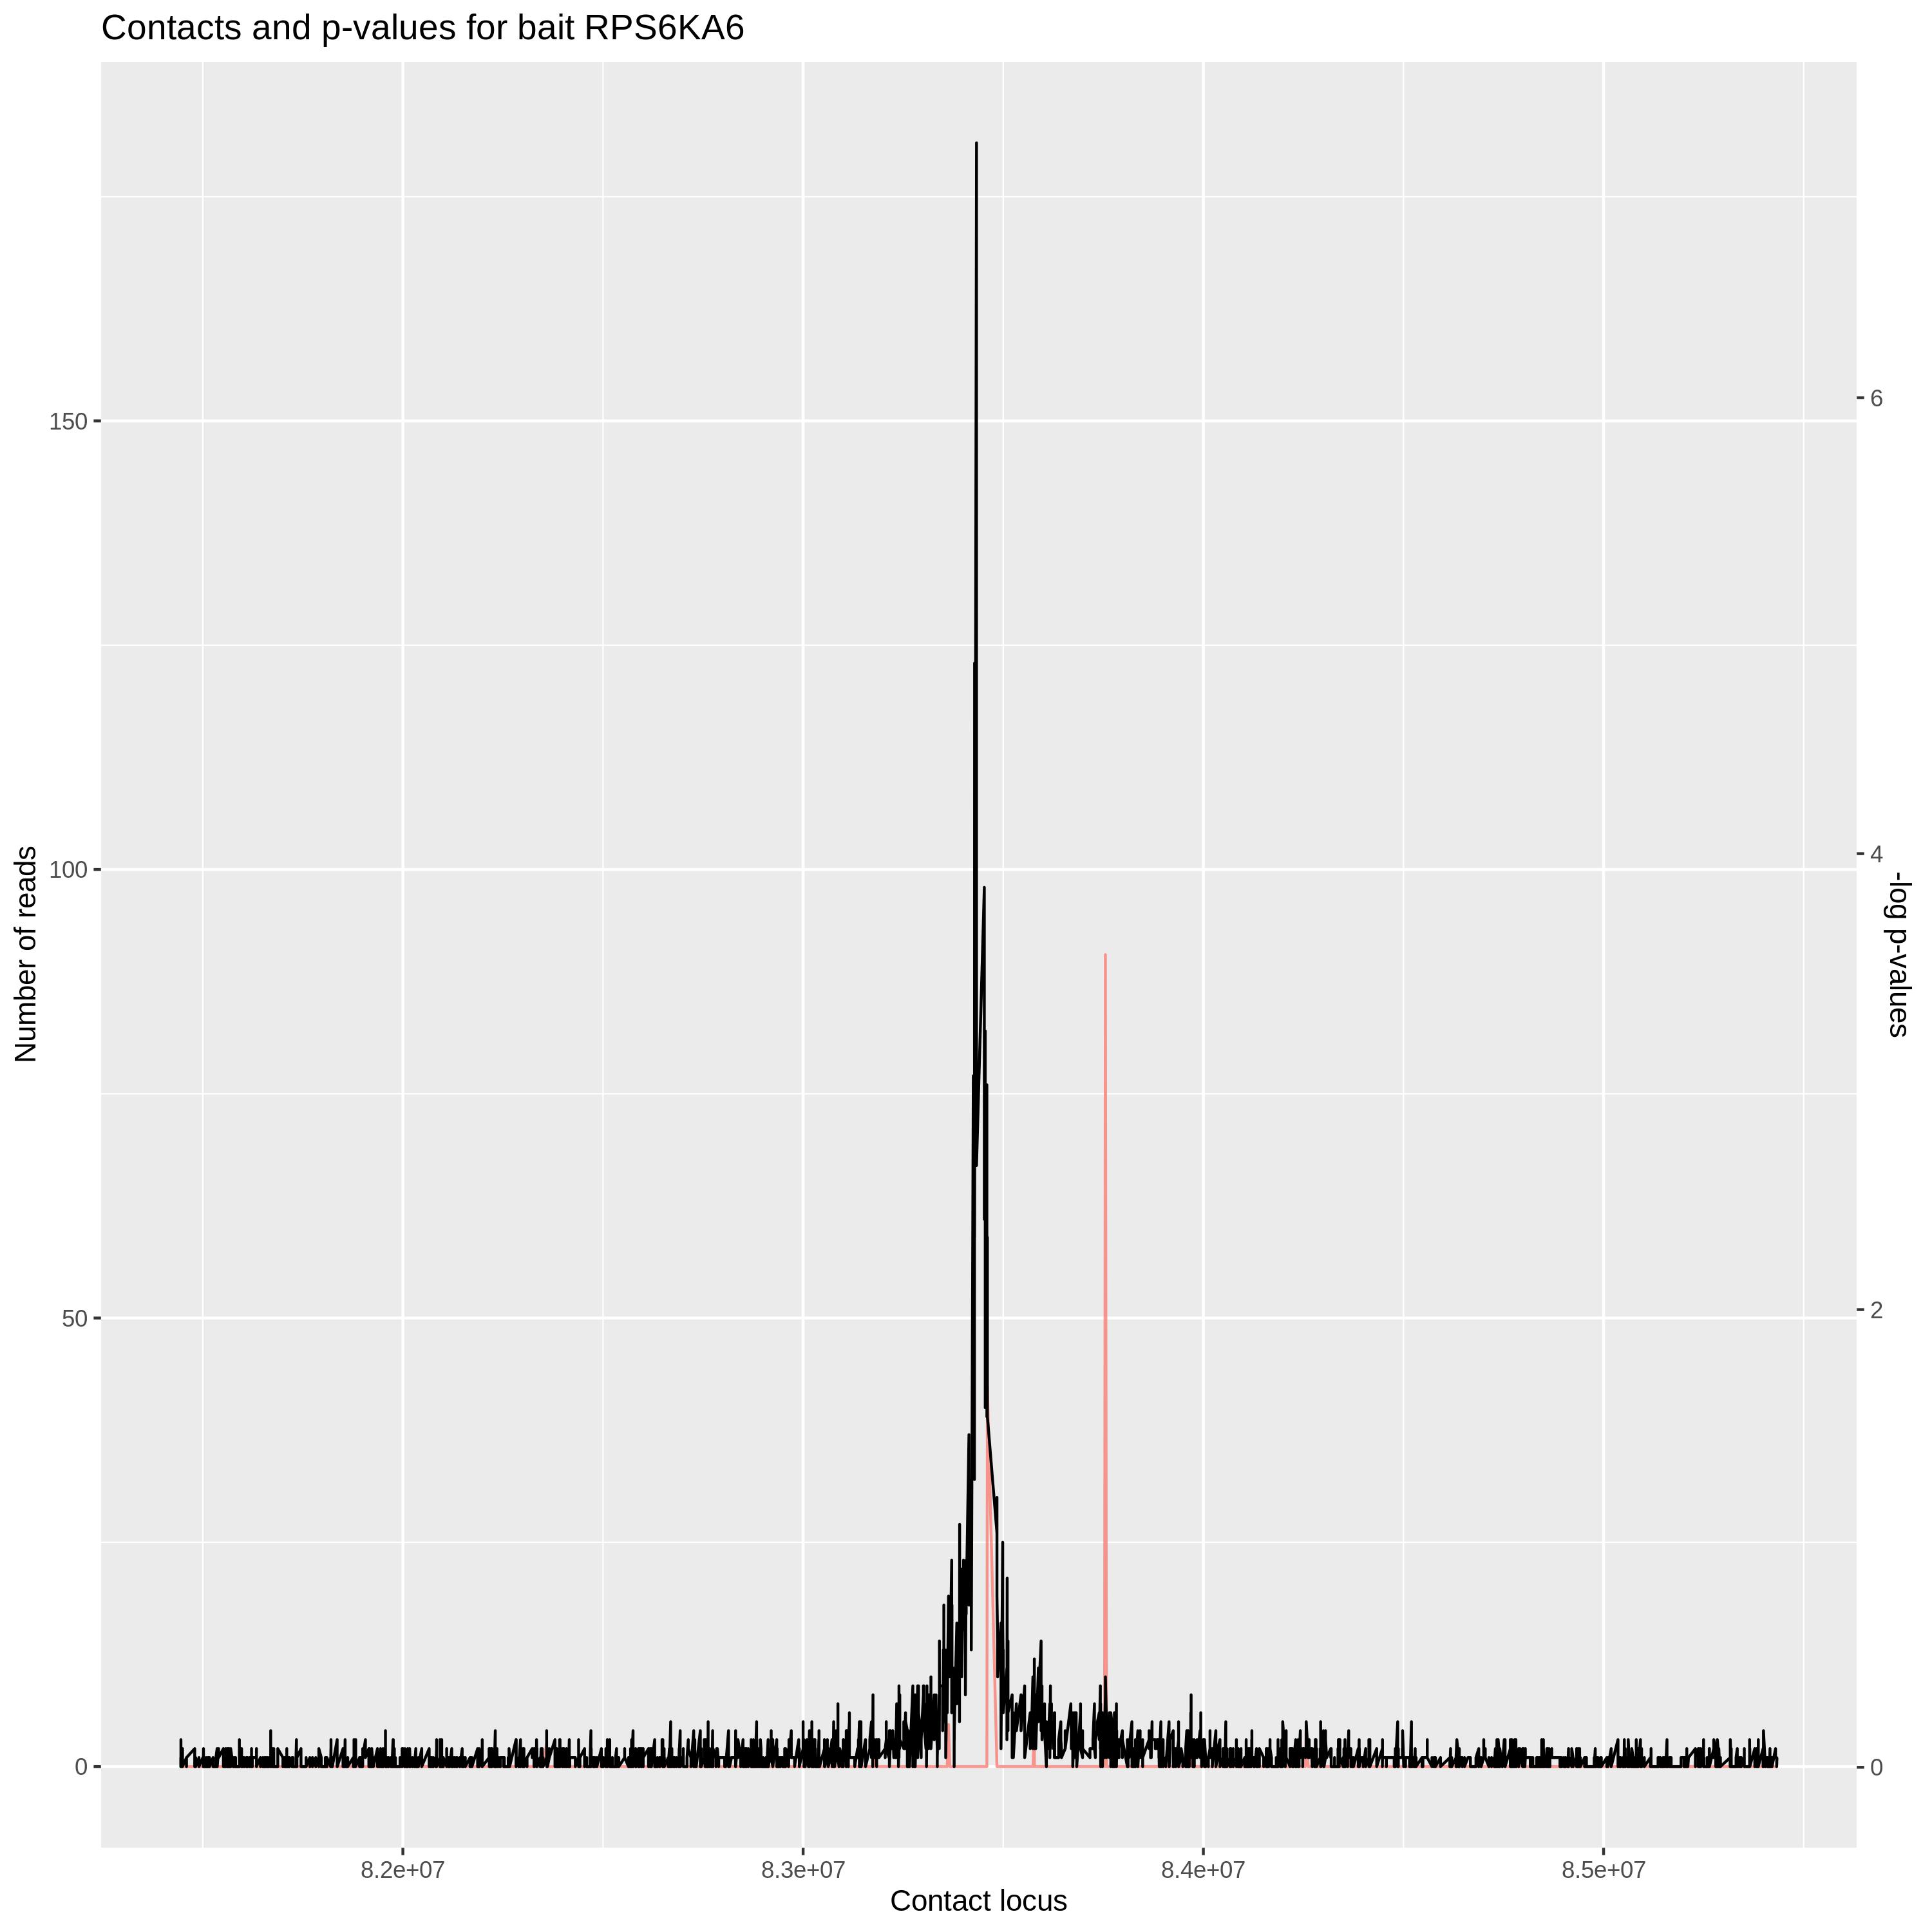 Contacts and p-values for bait RPS6KA6
150
100
50
0
Number of reads
6
4
2
0
-log p-values
8.2e+07 8.3e+07 8.4e+07 8.5e+07
Contact locus